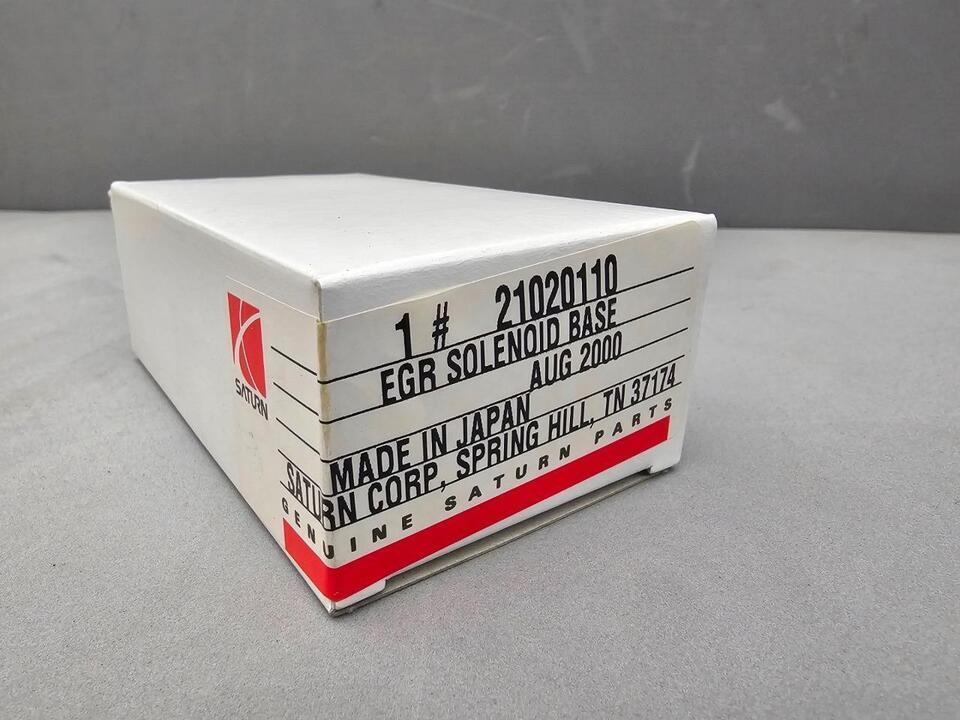 SATURN
1 # 21020110
EGR SOLENOID BASE
AUG 2000
MADE IN JAPAN
SATURN CORP, SPRING HILL, TN 37174
GENUINE SATURN PARTS